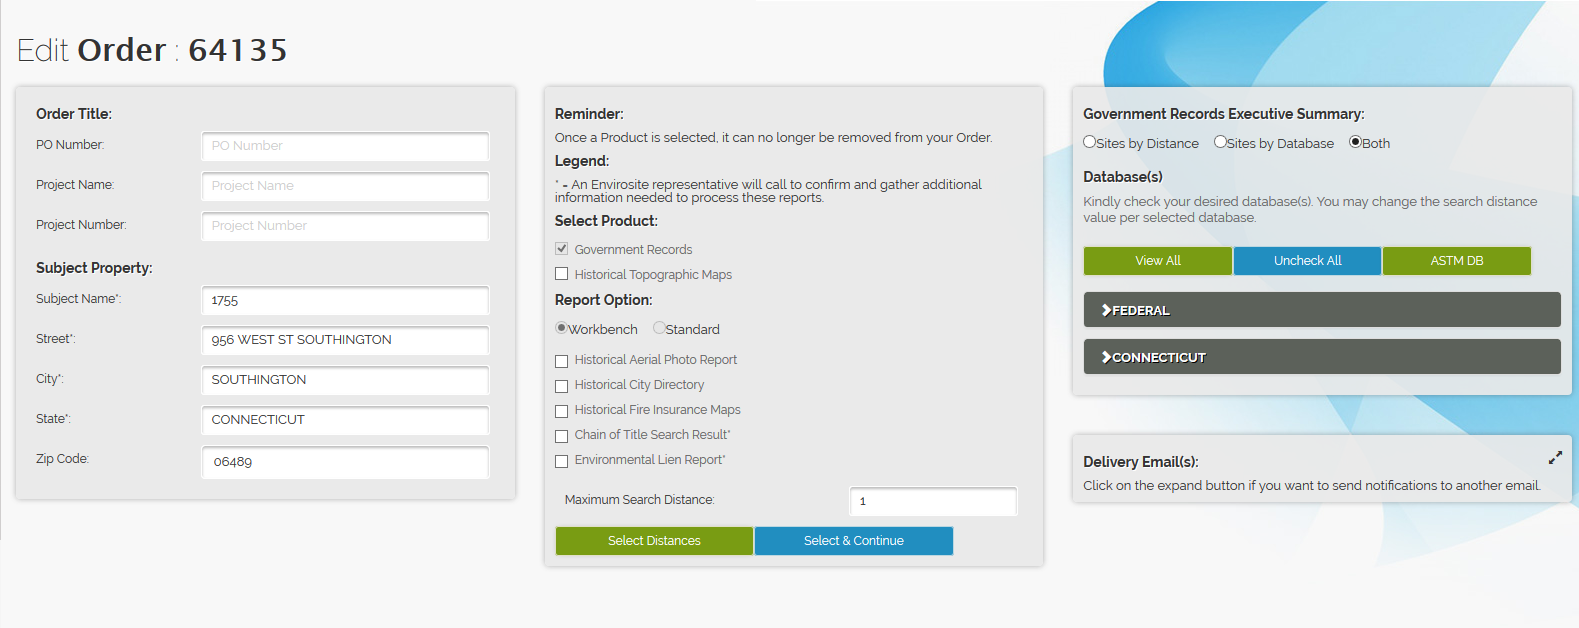 Edit Order : 64135
Order Title:
PO Number:
PO Number
Project Name:
Project Name
Project Number:
Project Number
Subject Property:
Subject Name*:
1755
Street*:
956 WEST ST SOUTHINGTON
City*:
SOUTHINGTON
State*:
CONNECTICUT
Zip Code:
06489
Reminder:
Once a Product is selected, it can no longer be removed from your Order.
Legend:
* - An Envirosite representative will call to confirm and gather additional
information needed to process these reports.
Select Product:
Government Records
Historical Topographic Maps
Report Option:
Workbench Standard
Historical Aerial Photo Report
Historical City Directory
Historical Fire Insurance Maps
Chain of Title Search Result*
Environmental Lien Report*
Maximum Search Distance:
1
Select Distances
Select & Continue
Government Records Executive Summary:
Sites by Distance Sites by Database Both
Database(s)
Kindly check your desired database(s). You may change the search distance
value per selected database.
View All
Uncheck All
ASTM DB
FEDERAL
CONNECTICUT
Delivery Email(s):
Click on the expand button if you want to send notifications to another email.